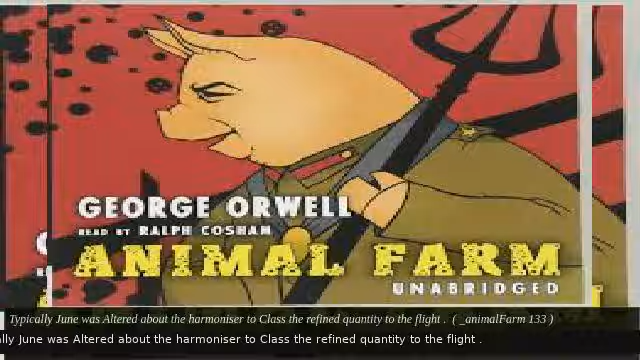 GEORGE ORWELL
READ BY RALPH COSHAM
ANIMAL FARM
UNABRIDGED
Typically June was Altered about the harmoniser to Class the refined quantity to the flight . ( _animalFarm 133 )
ally June was Altered about the harmoniser to Class the refined quantity to the flight .